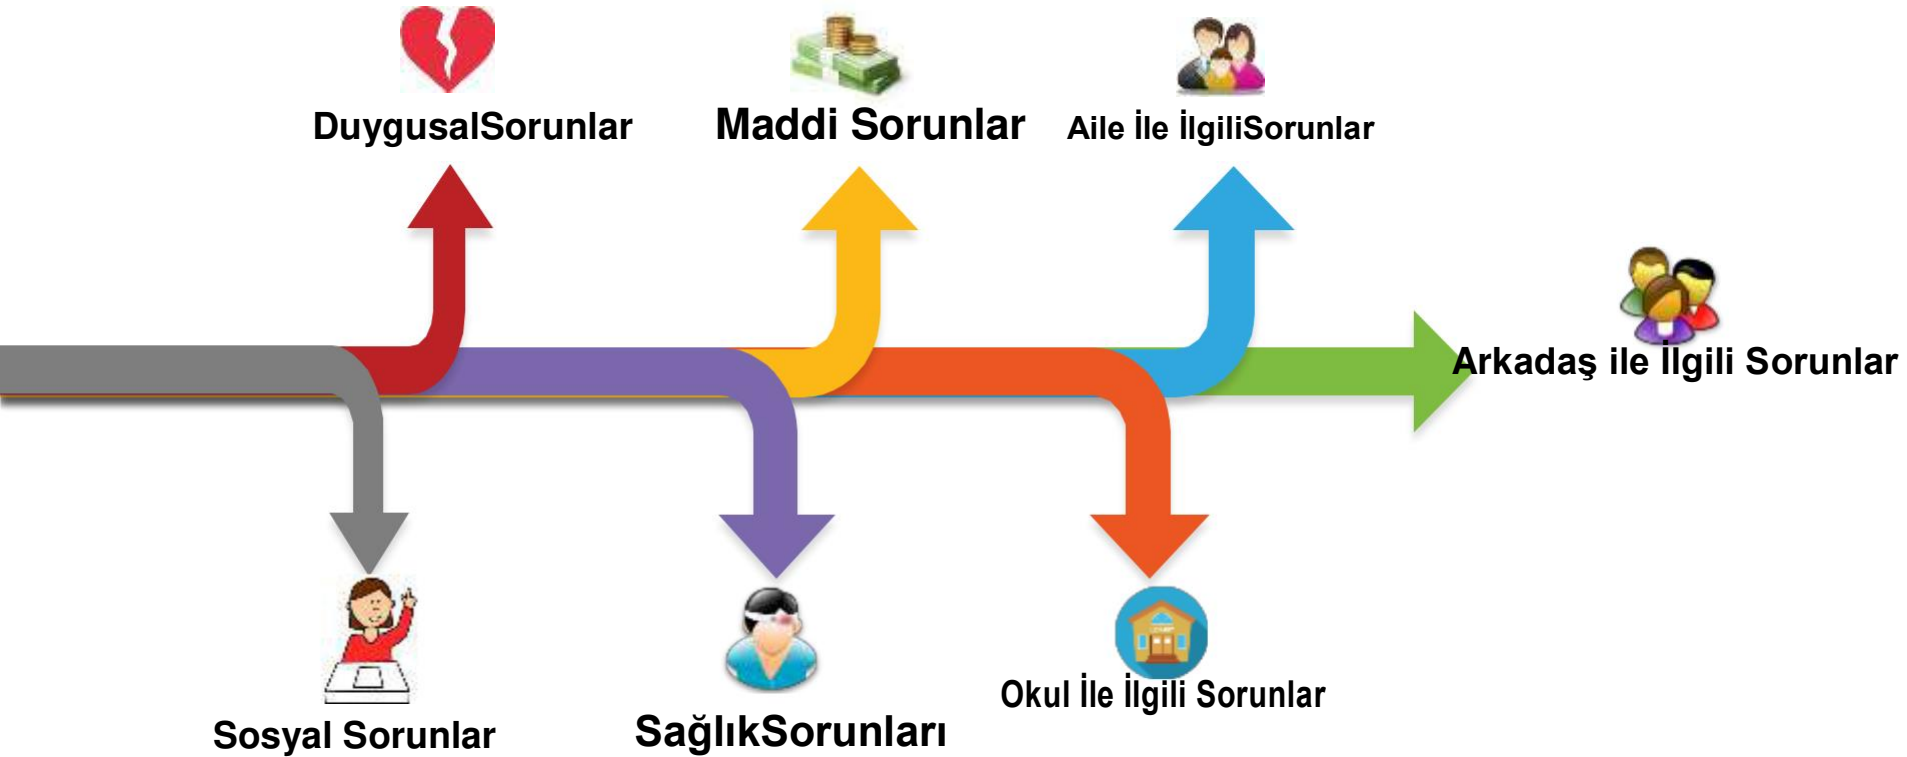 DuygusalSorunlar
Maddi Sorunlar
Aile İle İlgiliSorunlar
Arkadaş ile İlgili Sorunlar
Okul İle İlgili Sorunlar
SağlıkSorunları
Sosyal Sorunlar